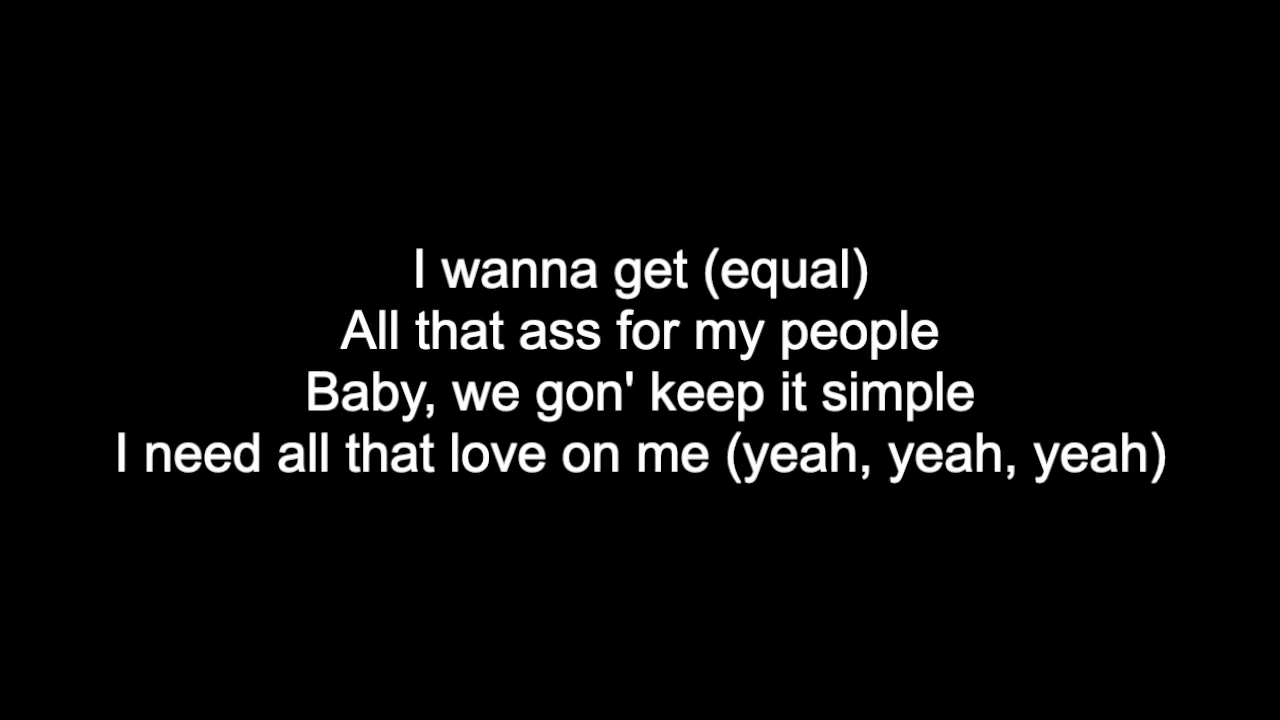 I wanna get (equal)
All that ass for my people
Baby, we gon' keep it simple
I need all that love on me (yeah, yeah, yeah)